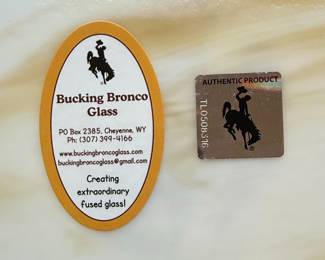 Bucking Bronco
Glass
PO Box 2385, Cheyenne, WY
Ph: (307) 399-4166
www.buckingbroncoglass.com
buckingbroncoglass@gmail.com
Creating
extraordinary
fused glass!
AUTHENTIC PRODUCT
TL0508316